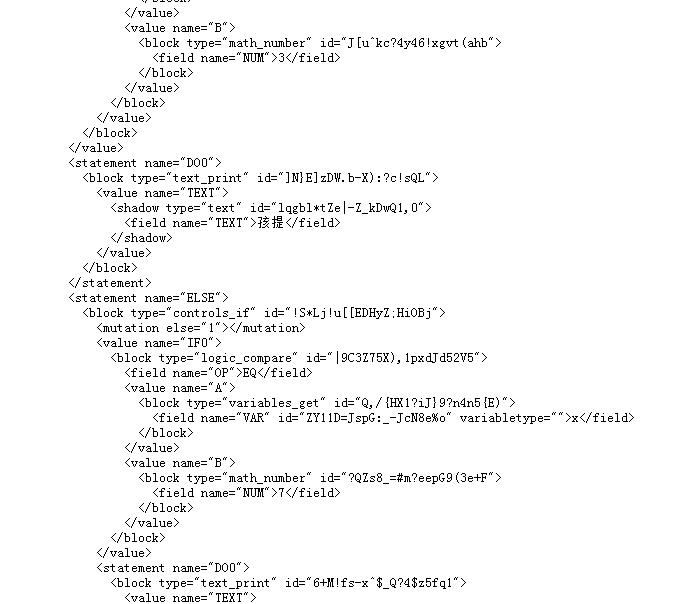 </block>
</value>
<value name="B">
<block type="math_number" id="J[u^kc?4y46!xgvt(ahb">
<field name="NUM">3</field>
</block>
</value>
</block>
</value>
</block>
</value>
<statement name="DO0">
<block type="text_print" id="]N}E]zDW.b-X):?c!sQL">
<value name="TEXT">
<shadow type="text" id="lqgbl*tZe|-Z_kDwQ1,O">
<field name="TEXT">孩提</field>
</shadow>
</value>
</block>
</statement>
<statement name="ELSE">
<block type="controls_if" id="!S*Lj!u[[EDHyZ;HiOBj">
<mutation else="1"></mutation>
<value name="IF0">
<block type="logic_compare" id="|9C3Z75X),1pxdJd52V5">
<field name="OP">EQ</field>
<value name="A">
<block type="variables_get" id="Q,/{HX1?iJ}9?n4n5{E)">
<field name="VAR" id="ZY11D=JspG:_-JcN8e%o" variabletype="">x</field>
</block>
</value>
<value name="B">
<block type="math_number" id="?QZs8_=#m?eepG9(3e+F">
<field name="NUM">7</field>
</block>
</value>
</block>
</value>
<statement name="DO0">
<block type="text_print" id="6+M!fs-x^$_Q?4$z5fq1">
<value name="TEXT">